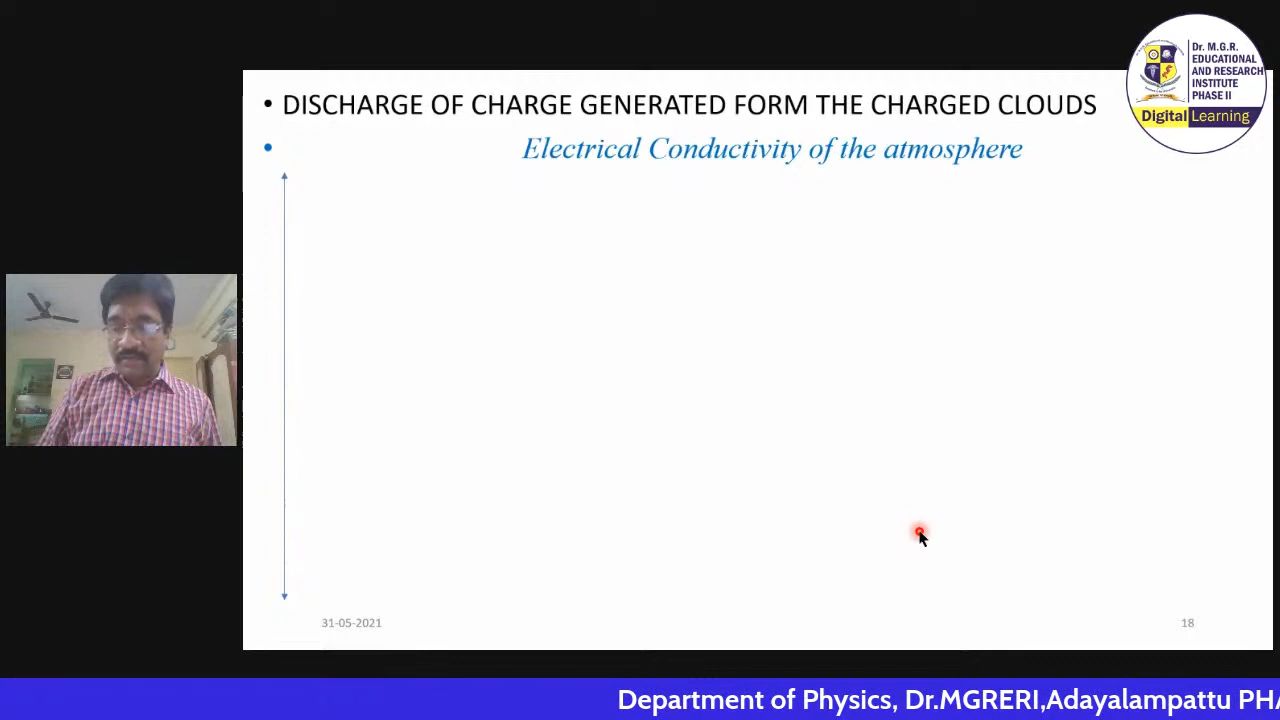 • DISCHARGE OF CHARGE GENERATED FORM THE CHARGED CLOUDS
• Electrical Conductivity of the atmosphere
31-05-2021
18
Dr. M.G.R.
EDUCATIONAL
AND RESEARCH
INSTITUTE
PHASE II
Digital Learning
Department of Physics, Dr.MGRERI,Adayalampattu PHA